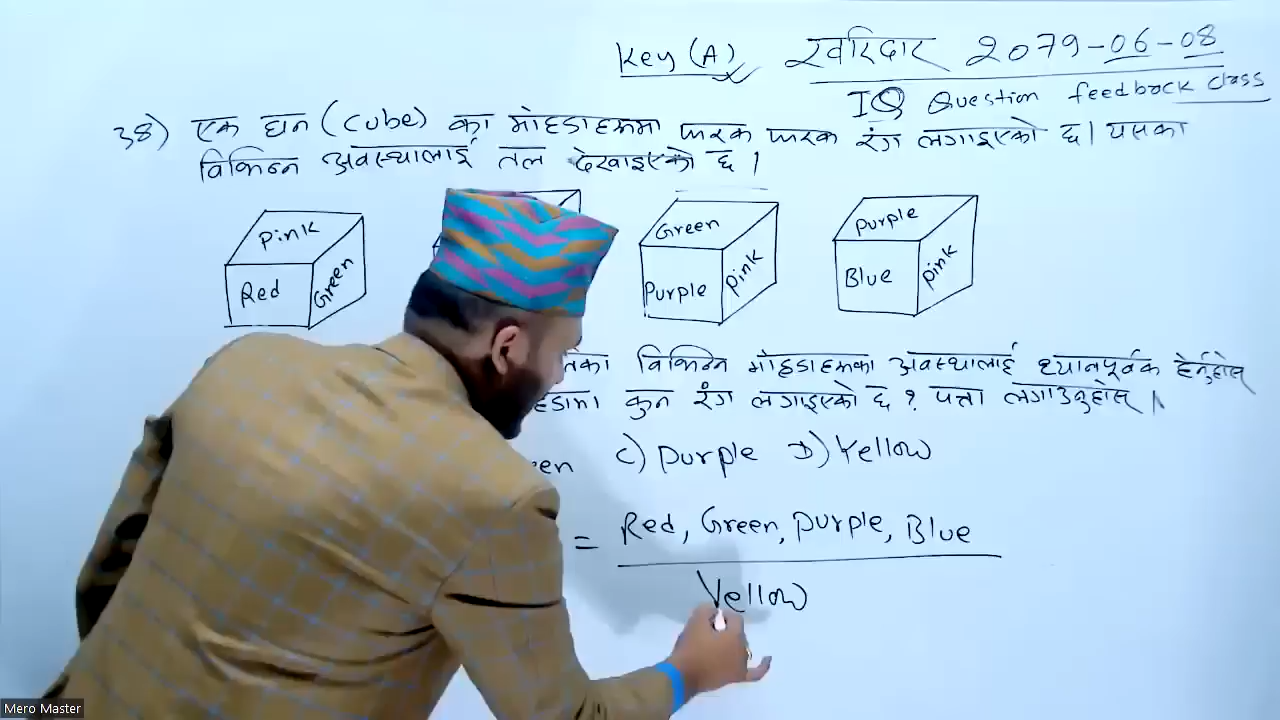 Key (A) खरिदार 2079-06-08
IQ Question feedback class
38) एक घन (Cube) का मोहडाहरूमा फरक फरक रंग लगाइएको छ। यसका
विभिन्न अवस्थालाई तल देखाइएको छ।
Pink
Red
Green
Green
Purple
Pink
Purple
Blue
Pink
विभिन्न मोहडाहरूका अवस्थालाई ध्यानपूर्वक हेर्नुहोस्
कुन रंग लगाइएको छ? पत्ता लगाउनुहोस्।
C) Purple D) Yellow
= Red, Green, Purple, Blue
Yellow
Mero Master